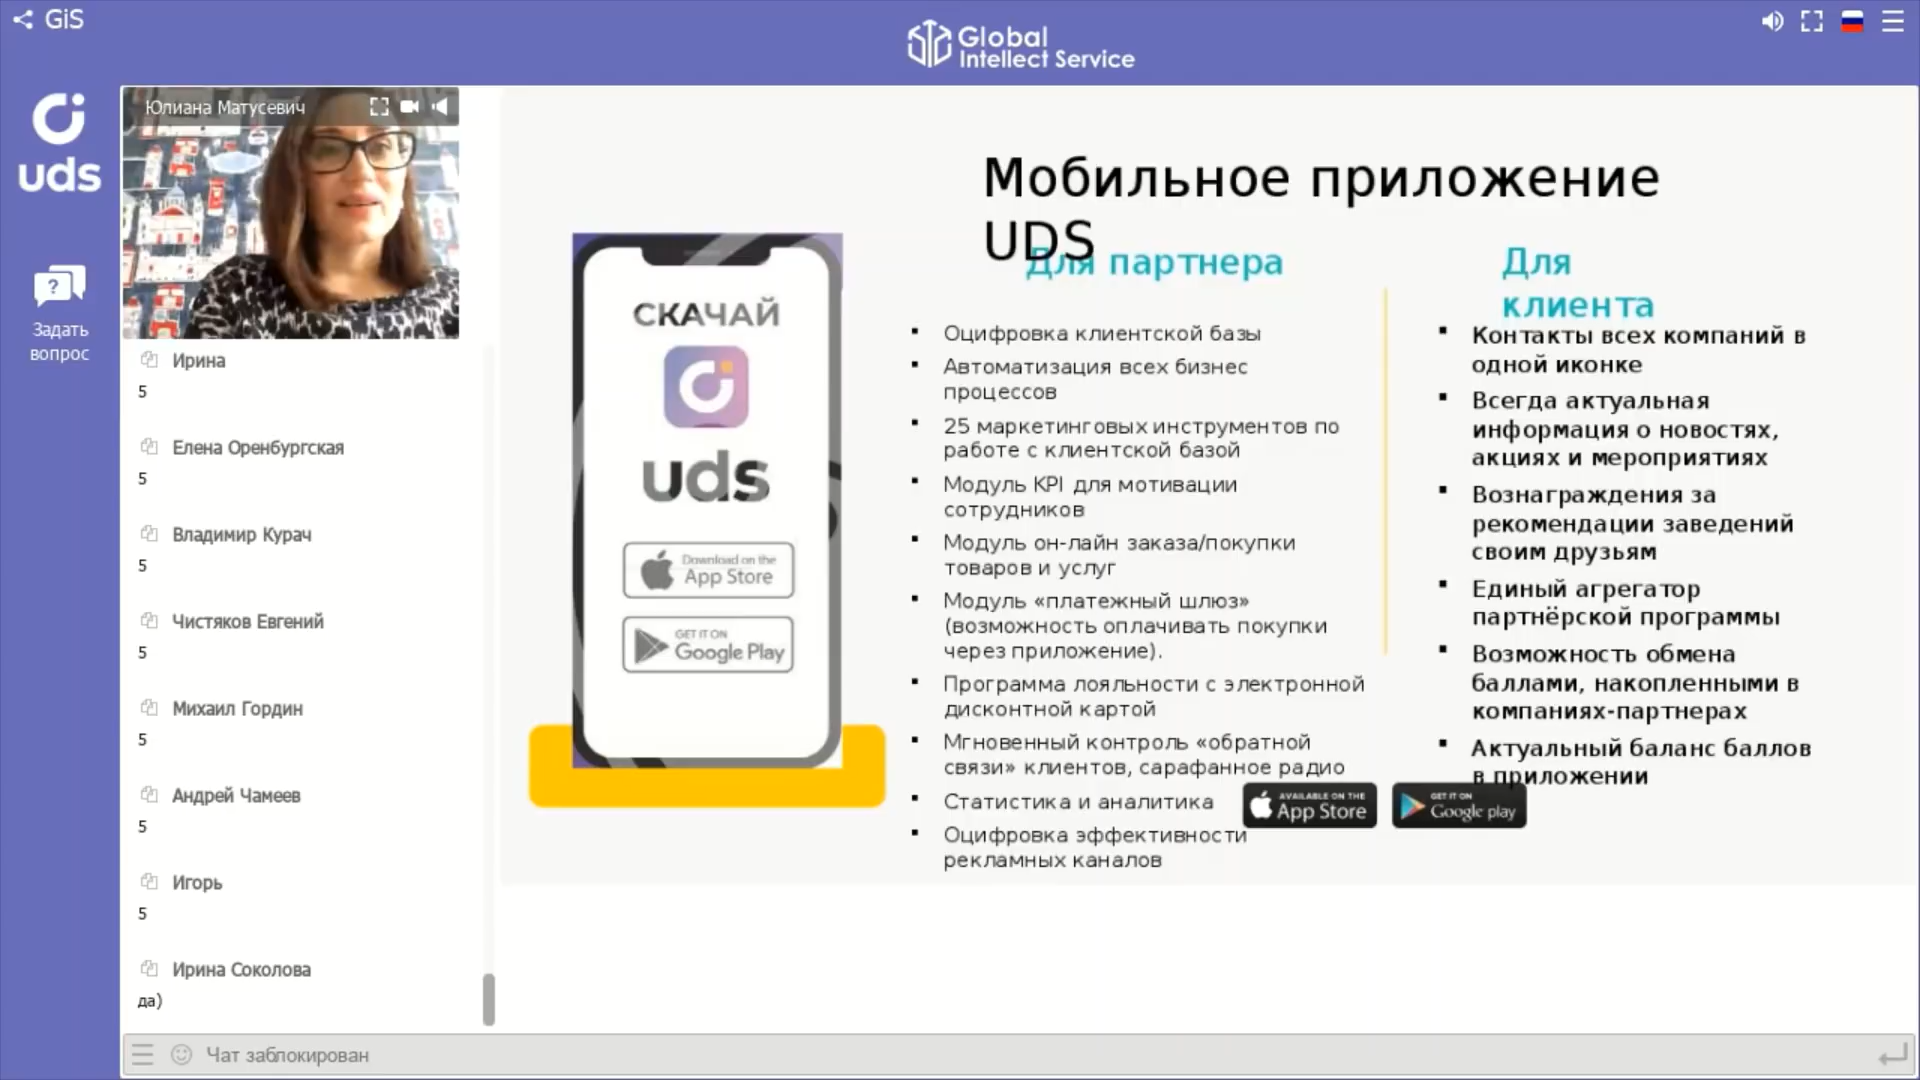 GiS
Global
Intellect Service
uds
Задать
вопрос
Юлиана Матусевич
Ирина
5
Елена Оренбургская
5
Владимир Курач
5
Чистяков Евгений
5
Михаил Гордин
5
Андрей Чамеев
5
Игорь
5
Ирина Соколова
да)
Чат заблокирован
СКАЧАЙ
uds
Download on the
App Store
GET IT ON
Google Play
Мобильное приложение
UDS
Для партнера
Оцифровка клиентской базы
Автоматизация всех бизнес
процессов
25 маркетинговых инструментов по
работе с клиентской базой
Модуль KPI для мотивации
сотрудников
Модуль он-лайн заказа/покупки
товаров и услуг
Модуль «платежный шлюз»
(возможность оплачивать покупки
через приложение).
Программа лояльности с электронной
дисконтной картой
Мгновенный контроль «обратной
связи» клиентов, сарафанное радио
Статистика и аналитика
Оцифровка эффективности
рекламных каналов
Для
клиента
Контакты всех компаний в
одной иконке
Всегда актуальная
информация о новостях,
акциях и мероприятиях
Вознаграждения за
рекомендации заведений
своим друзьям
Единый агрегатор
партнёрской программы
Возможность обмена
баллами, накопленными в
компаниях-партнерах
Актуальный баланс баллов
в приложении
AVAILABLE ON THE
App Store
GET IT ON
Google play